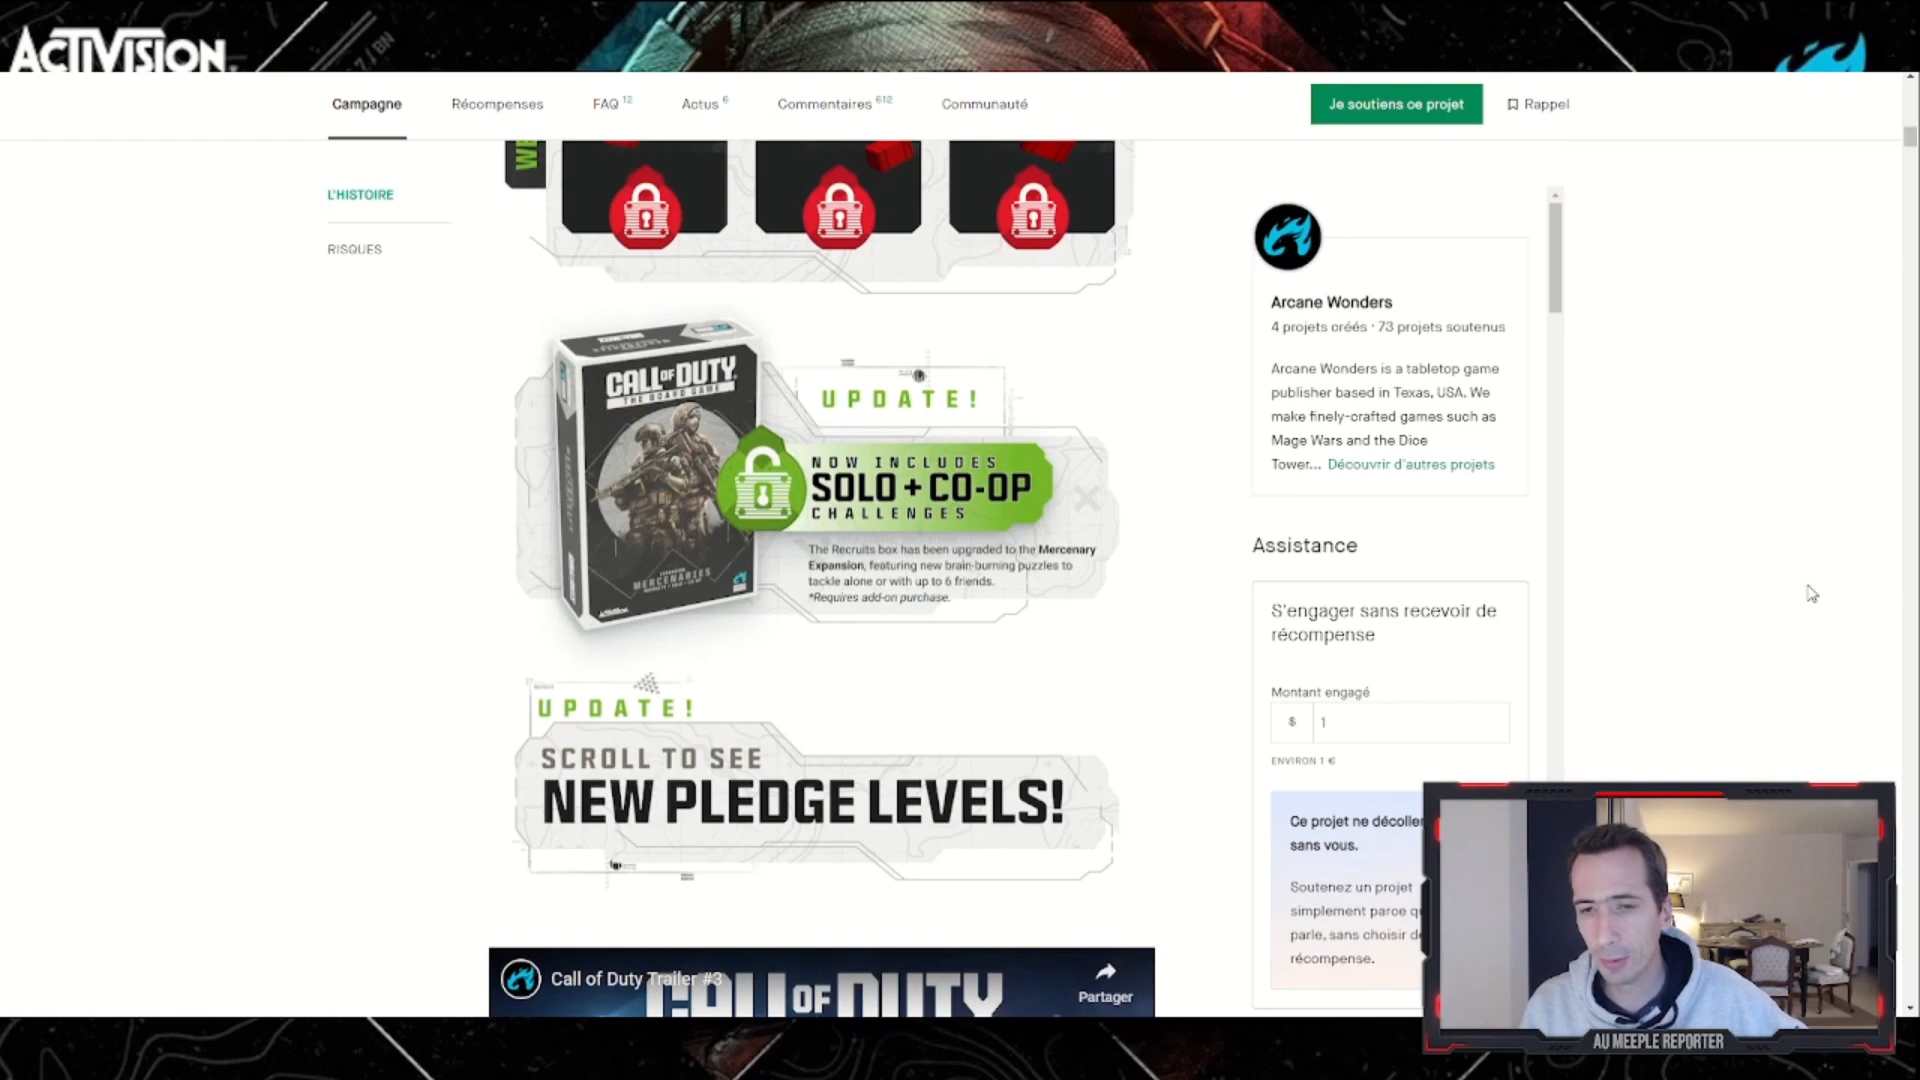 ACTIVISION
Campagne
Récompenses
FAQ 12
Actus 6
Commentaires 612
Communauté
Je soutiens ce projet
Rappel
L'HISTOIRE
RISQUES
CALL OF DUTY
THE BOARD GAME
MERCENARIES
ACTIVISION
UPDATE!
NOW INCLUDES
SOLO + CO-OP
CHALLENGES
The Recruits box has been upgraded to the Mercenary
Expansion, featuring new brain-burning puzzles to
tackle alone or with up to 6 friends.
*Requires add-on purchase.
UPDATE!
SCROLL TO SEE
NEW PLEDGE LEVELS!
Call of Duty Trailer #3
CALL OF DUTY
Partager
Arcane Wonders
4 projets créés · 73 projets soutenus
Arcane Wonders is a tabletop game
publisher based in Texas, USA. We
make finely-crafted games such as
Mage Wars and the Dice
Tower... Découvrir d'autres projets
Assistance
S'engager sans recevoir de
récompense
Montant engagé
$ 1
ENVIRON 1 €
Ce projet ne décoller
sans vous.
Soutenez un projet
simplement parce qu
parle, sans choisir de
récompense.
AU MEEPLE REPORTER